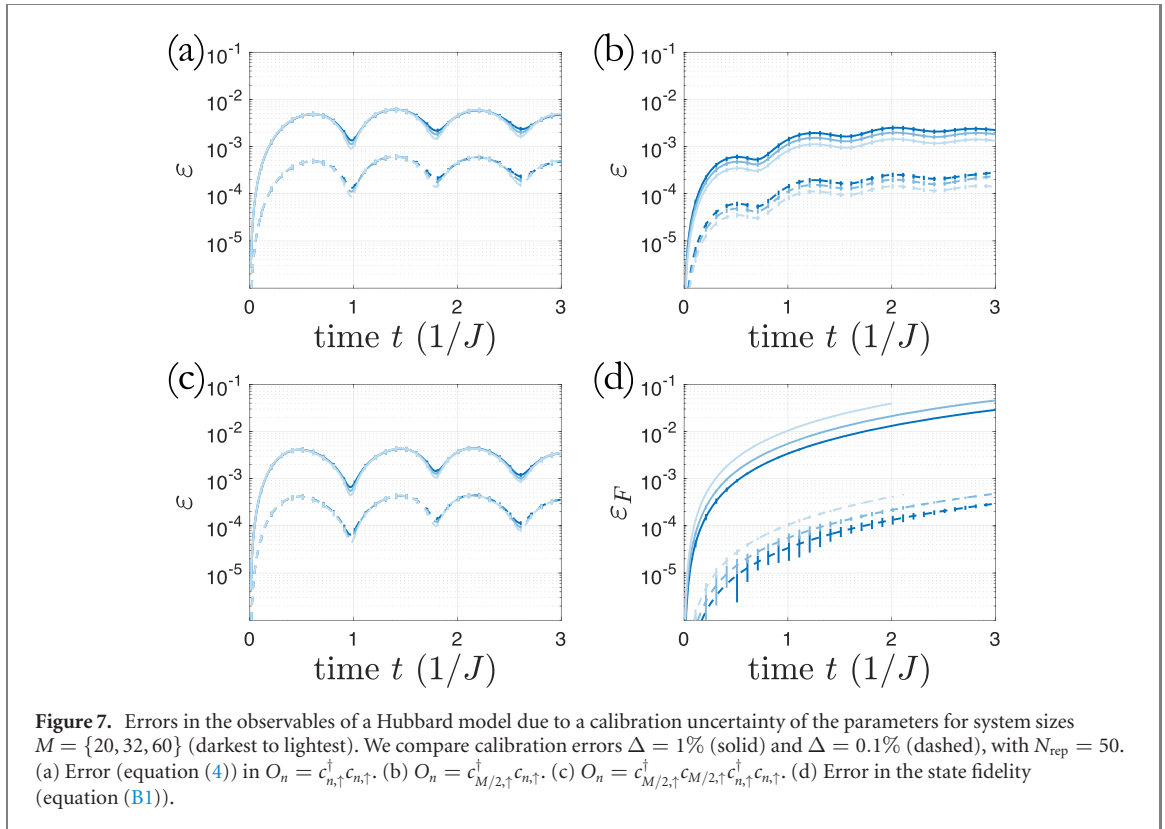 (a)
10⁻¹
10⁻²
10⁻³
10⁻⁴
10⁻⁵
ε
0 1 2 3
time t (1/J)
(b)
10⁻¹
10⁻²
10⁻³
10⁻⁴
10⁻⁵
ε
0 1 2 3
time t (1/J)
(c)
10⁻¹
10⁻²
10⁻³
10⁻⁴
10⁻⁵
ε
0 1 2 3
time t (1/J)
(d)
10⁻¹
10⁻²
10⁻³
10⁻⁴
10⁻⁵
ε_F
0 1 2 3
time t (1/J)
Figure 7. Errors in the observables of a Hubbard model due to a calibration uncertainty of the parameters for system sizes
M = {20, 32, 60} (darkest to lightest). We compare calibration errors Δ = 1% (solid) and Δ = 0.1% (dashed), with N_rep = 50.
(a) Error (equation (4)) in O_n = c†_{n,↑} c_{n,↑}. (b) O_n = c†_{M/2,↑} c_{n,↑}. (c) O_n = c†_{M/2,↑} c_{M/2,↑} c†_{n,↑} c_{n,↑}. (d) Error in the state fidelity
(equation (B1)).